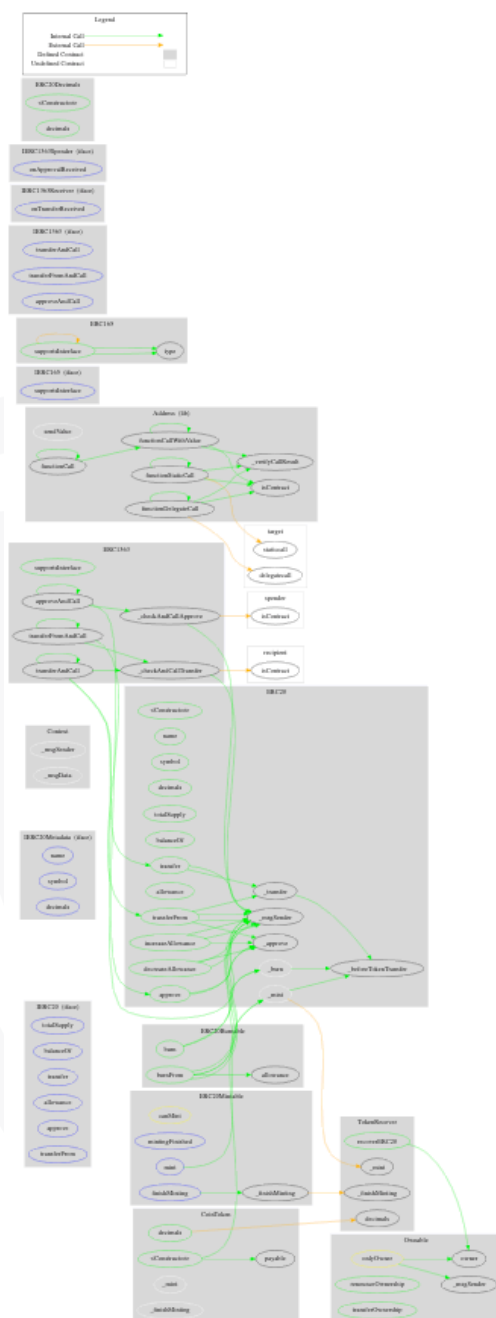 Legend
Internal Call
External Call
Defined Contract
Undefined Contract
ERC20Decimals
<Constructor>
decimals
IERC1363Spender (iface)
onApprovalReceived
IERC1363Receiver (iface)
onTransferReceived
IERC1363 (iface)
transferAndCall
transferFromAndCall
approveAndCall
ERC165
supportsInterface
type
IERC165 (iface)
supportsInterface
Address (lib)
sendValue
functionCallWithValue
functionCall
_verifyCallResult
functionStaticCall
isContract
functionDelegateCall
target
staticcall
delegatecall
ERC1363
supportsInterface
approveAndCall
_checkAndCallApprove
transferFromAndCall
transferAndCall
_checkAndCallTransfer
spender
isContract
recipient
isContract
ERC20
<Constructor>
name
symbol
decimals
totalSupply
balanceOf
transfer
allowance
_transfer
transferFrom
_msgSender
increaseAllowance
_approve
decreaseAllowance
_burn
_beforeTokenTransfer
approve
_mint
Context
_msgSender
_msgData
IERC20Metadata (iface)
name
symbol
decimals
IERC20 (iface)
totalSupply
balanceOf
transfer
allowance
approve
transferFrom
ERC20Burnable
burn
burnFrom
allowance
ERC20Mintable
canMint
mintingFinished
mint
finishMinting
_finishMinting
TokenRecover
recoverERC20
_mint
_finishMinting
decimals
CoinToken
decimals
<Constructor>
payable
_mint
_finishMinting
Ownable
onlyOwner
owner
renounceOwnership
_msgSender
transferOwnership